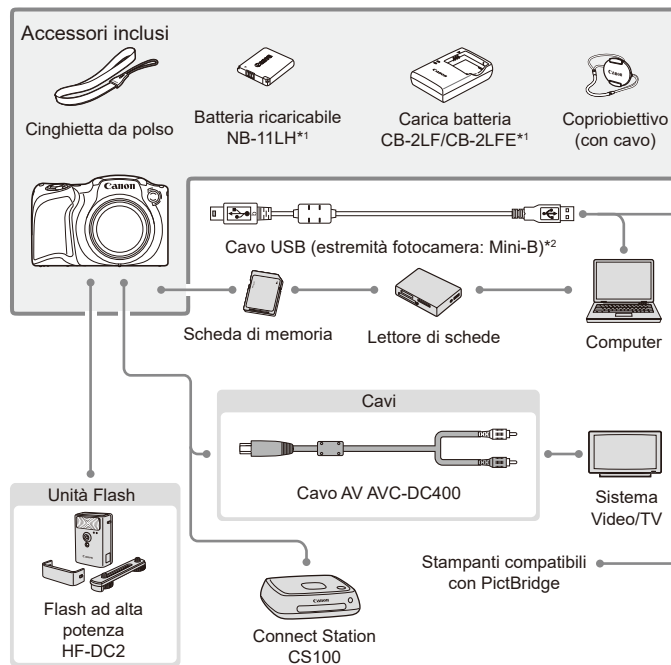 Accessori inclusi
Cinghietta da polso
Batteria ricaricabile
NB-11LH*1
Carica batteria
CB-2LF/CB-2LFE*1
Copriobiettivo
(con cavo)
Canon
Cavo USB (estremità fotocamera: Mini-B)*2
Scheda di memoria
Lettore di schede
Computer
Cavi
Cavo AV AVC-DC400
Sistema
Video/TV
Unità Flash
Flash ad alta
potenza
HF-DC2
Canon
Connect Station
CS100
Stampanti compatibili
con PictBridge